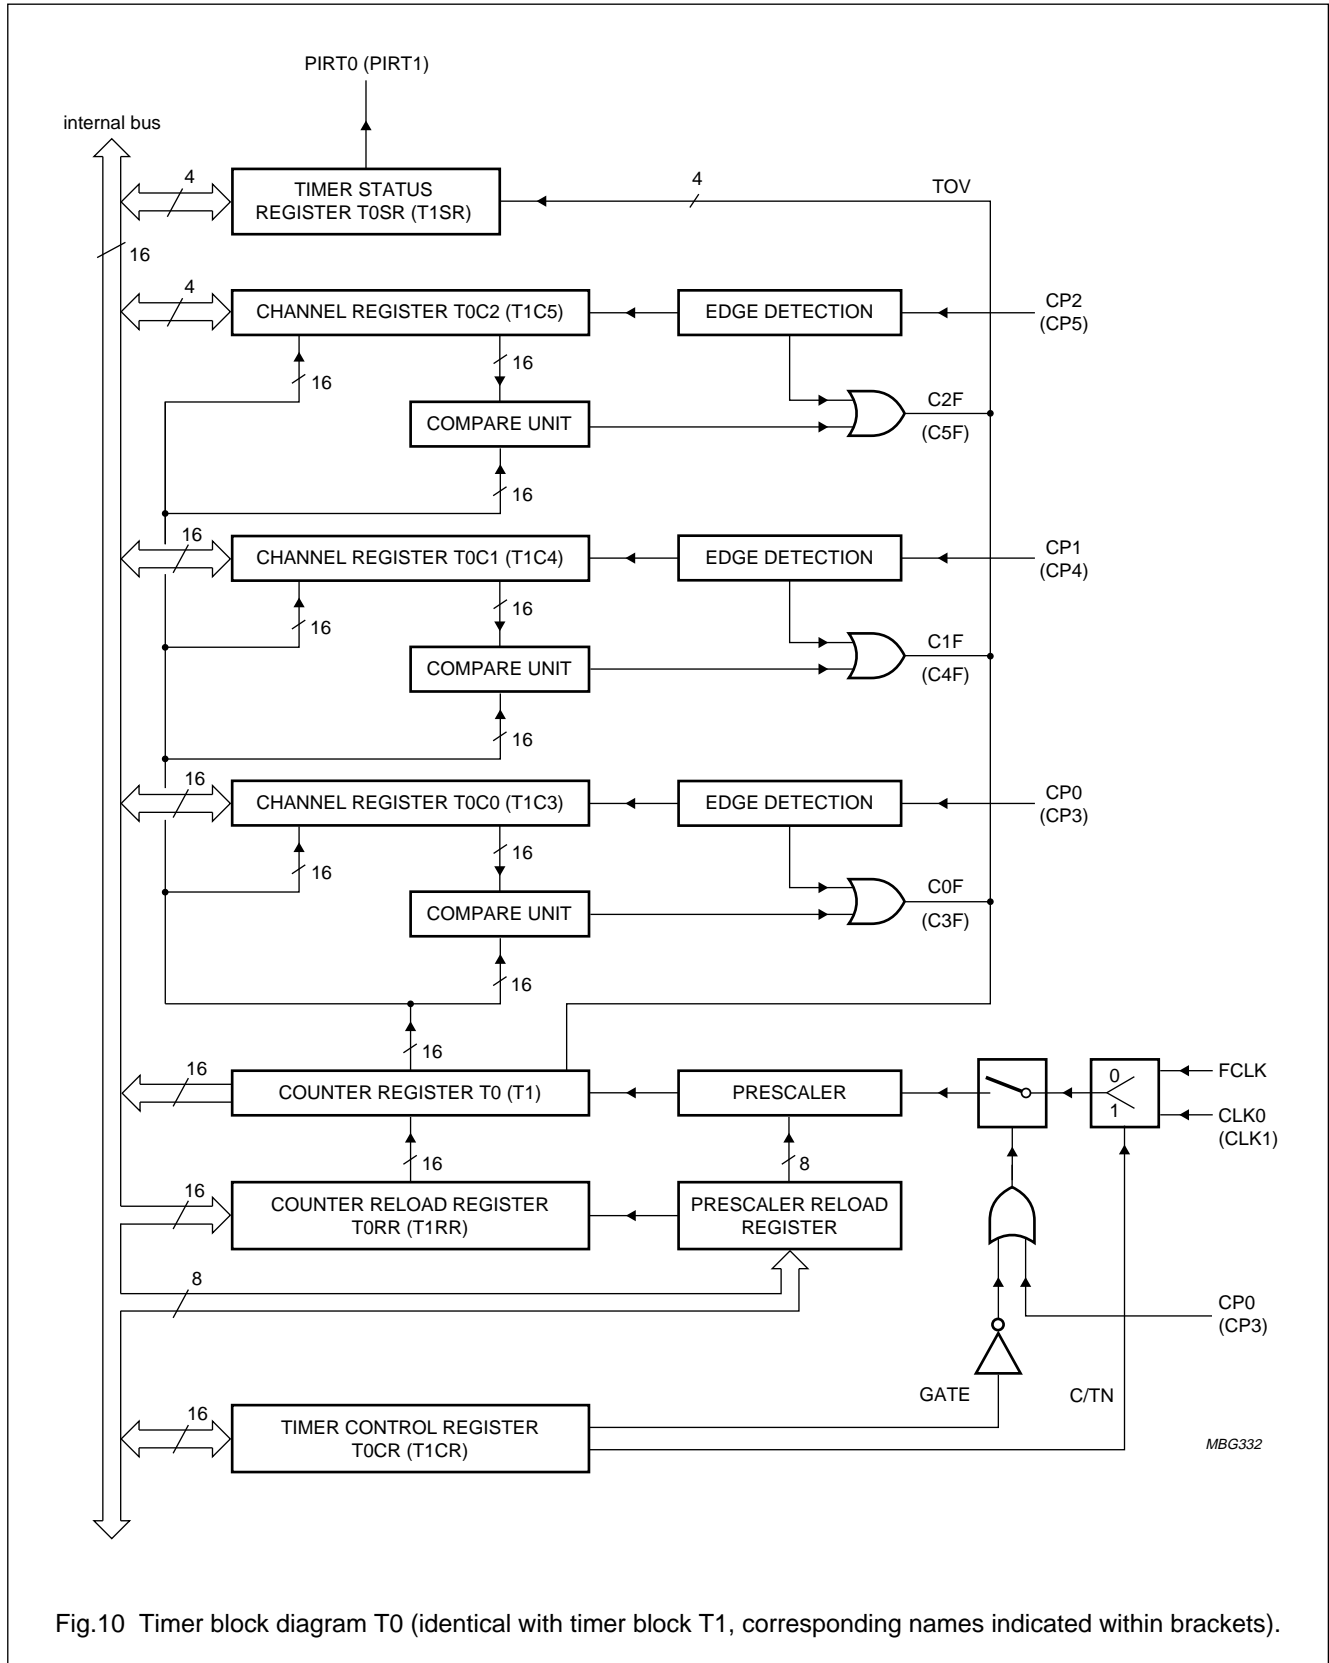 PIRT0 (PIRT1)
internal bus
4
TIMER STATUS
REGISTER T0SR (T1SR)
4
TOV
16
4
CHANNEL REGISTER T0C2 (T1C5)
EDGE DETECTION
CP2
(CP5)
16
16
COMPARE UNIT
C2F
(C5F)
16
16
CHANNEL REGISTER T0C1 (T1C4)
EDGE DETECTION
CP1
(CP4)
16
16
COMPARE UNIT
C1F
(C4F)
16
16
CHANNEL REGISTER T0C0 (T1C3)
EDGE DETECTION
CP0
(CP3)
16
16
COMPARE UNIT
C0F
(C3F)
16
16
16
COUNTER REGISTER T0 (T1)
PRESCALER
0
1
FCLK
CLK0
(CLK1)
16
8
16
COUNTER RELOAD REGISTER
T0RR (T1RR)
PRESCALER RELOAD
REGISTER
8
CP0
(CP3)
GATE
C/TN
16
TIMER CONTROL REGISTER
T0CR (T1CR)
MBG332
Fig.10 Timer block diagram T0 (identical with timer block T1, corresponding names indicated within brackets).